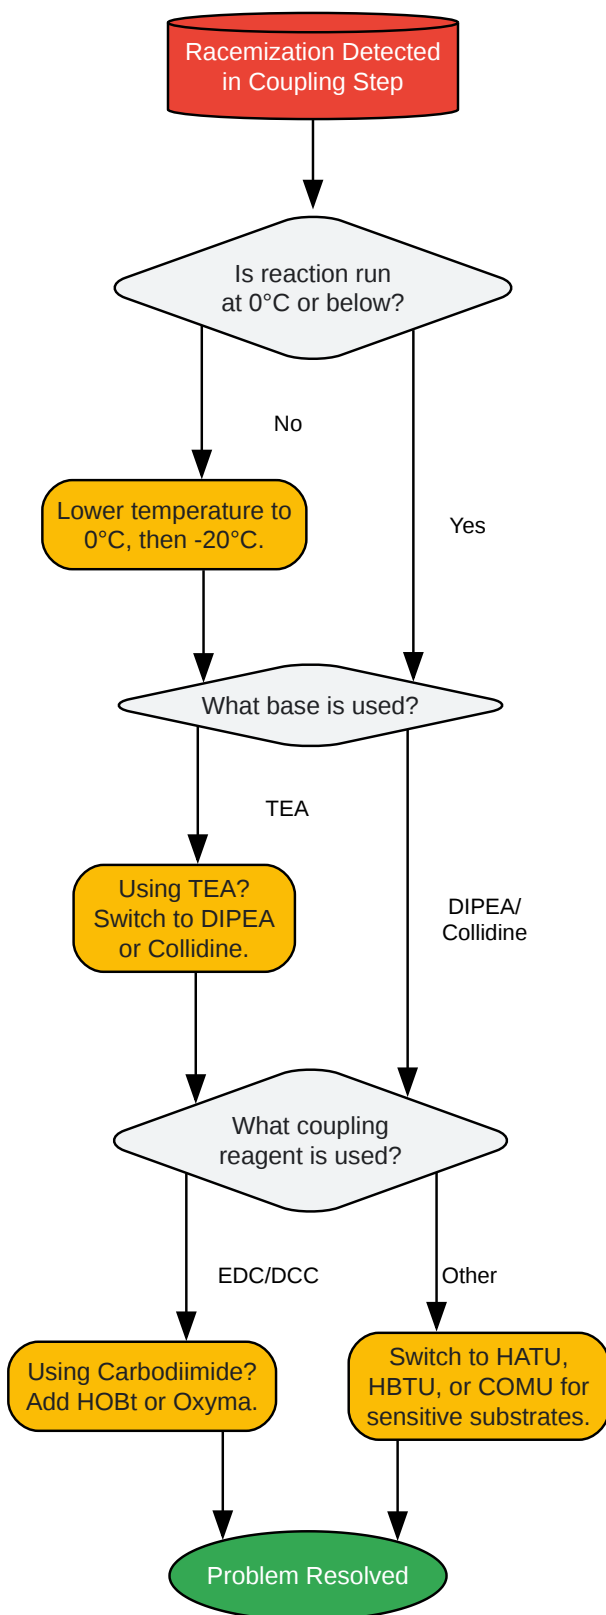 Racemization Detected
in Coupling Step
Is reaction run
at 0°C or below?
No
Lower temperature to
0°C, then -20°C.
Yes
What base is used?
TEA
Using TEA?
Switch to DIPEA
or Collidine.
DIPEA/
Collidine
What coupling
reagent is used?
EDC/DCC
Other
Using Carbodiimide?
Add HOBt or Oxyma.
Switch to HATU,
HBTU, or COMU for
sensitive substrates.
Problem Resolved